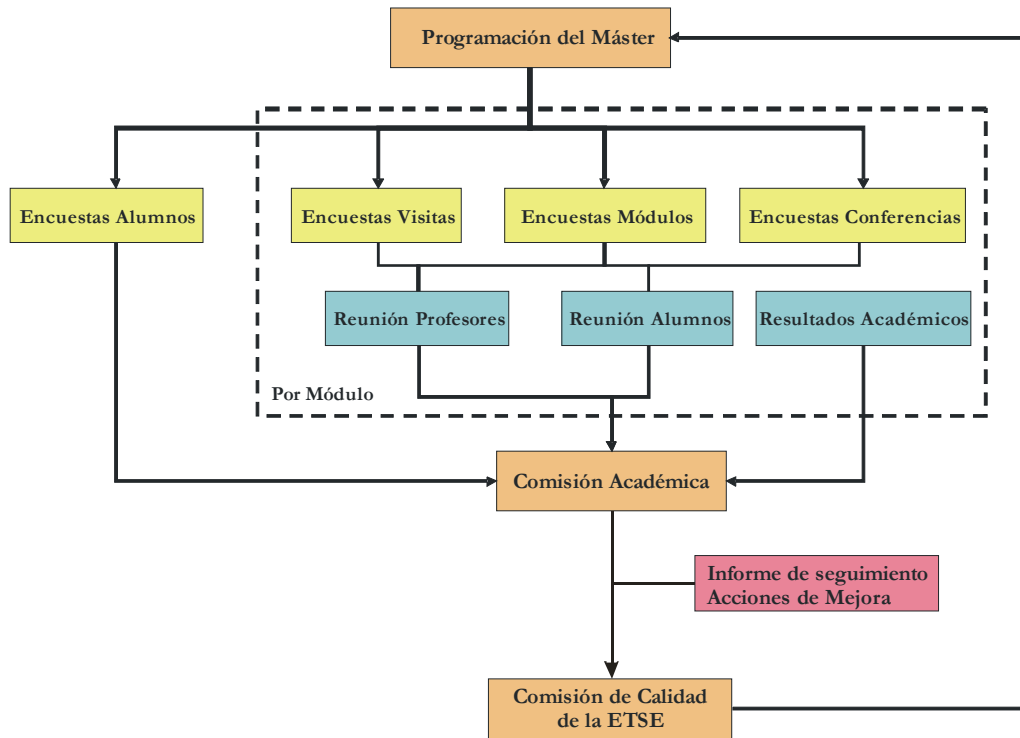 Programación del Máster
Encuestas Alumnos
Encuestas Visitas
Encuestas Módulos
Encuestas Conferencias
Reunión Profesores
Reunión Alumnos
Resultados Académicos
Por Módulo
Comisión Académica
Informe de seguimiento
Acciones de Mejora
Comisión de Calidad
de la ETSE